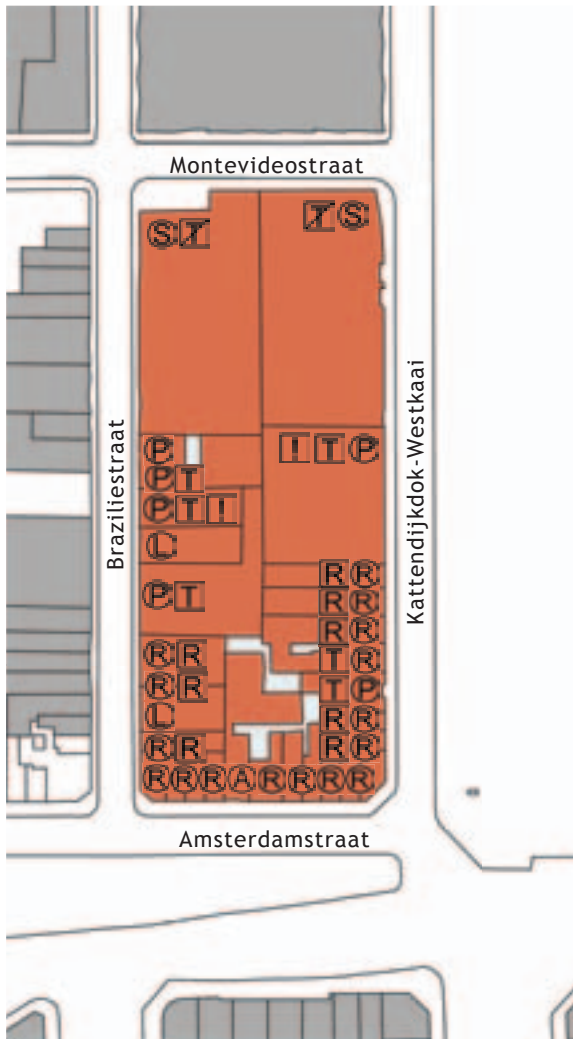 Montevideostraat
S T
T S
Braziliestraat
Kattendijkdok-Westkaai
P
! T P
P T
P T !
L
R R
P T
R R
R R
R R
T R
R R
T P
L
R R
R R
R R
R R R A R R R R
Amsterdamstraat